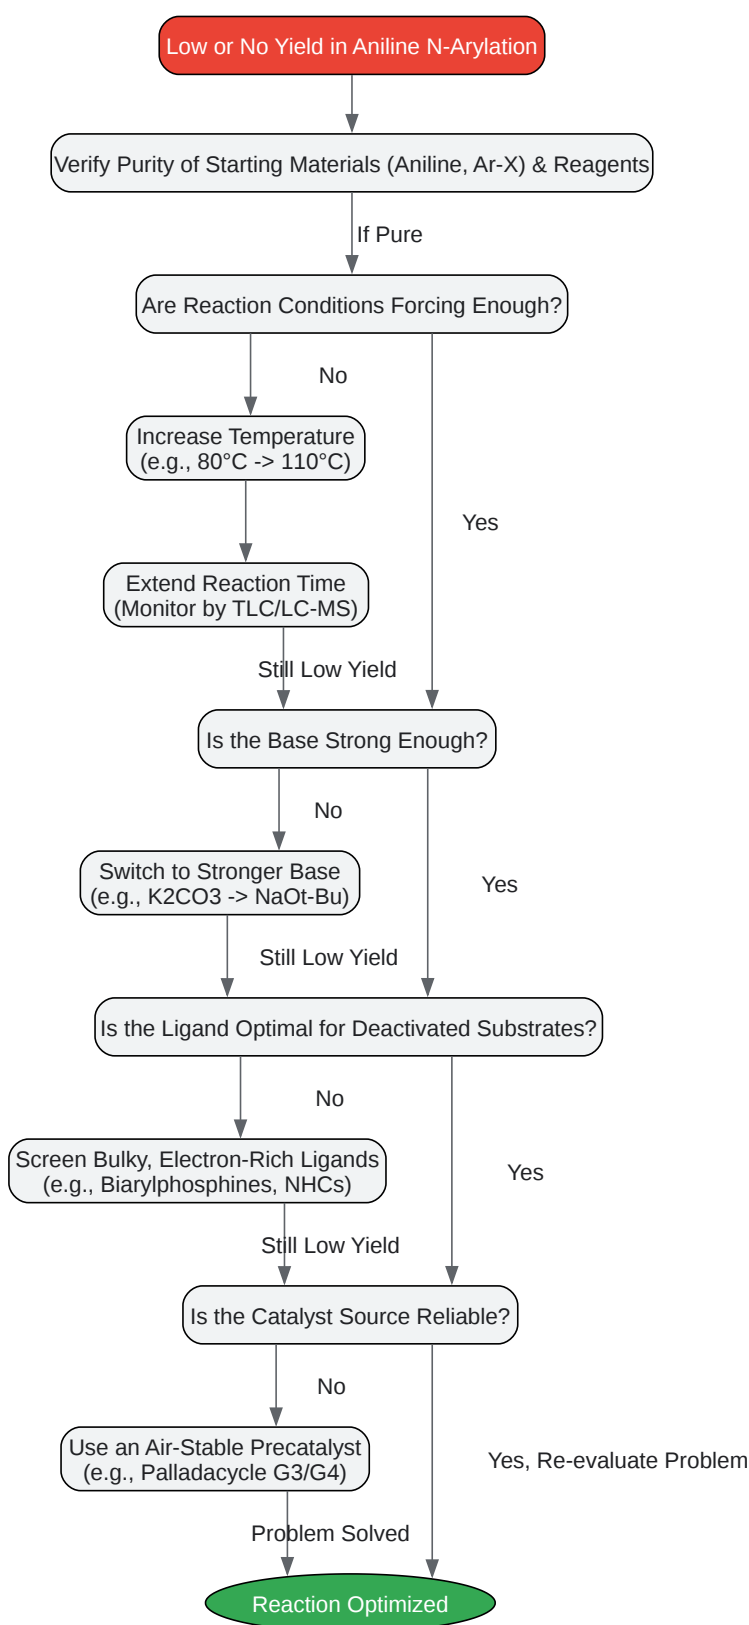 Low or No Yield in Aniline N-Arylation
Verify Purity of Starting Materials (Aniline, Ar-X) & Reagents
If Pure
Are Reaction Conditions Forcing Enough?
No
Increase Temperature
(e.g., 80°C -> 110°C)
Yes
Extend Reaction Time
(Monitor by TLC/LC-MS)
Still Low Yield
Is the Base Strong Enough?
No
Switch to Stronger Base
(e.g., K2CO3 -> NaOt-Bu)
Yes
Still Low Yield
Is the Ligand Optimal for Deactivated Substrates?
No
Screen Bulky, Electron-Rich Ligands
(e.g., Biarylphosphines, NHCs)
Yes
Still Low Yield
Is the Catalyst Source Reliable?
No
Use an Air-Stable Precatalyst
(e.g., Palladacycle G3/G4)
Yes, Re-evaluate Problem
Problem Solved
Reaction Optimized